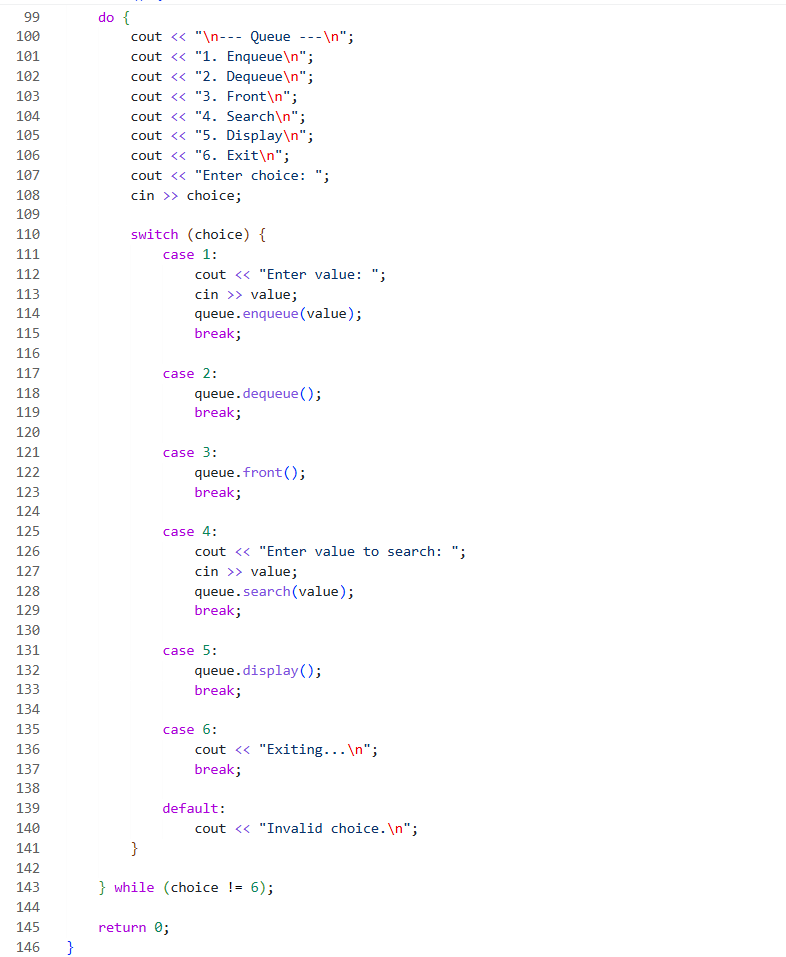 99 do {
100 cout << "\n--- Queue ---\n";
101 cout << "1. Enqueue\n";
102 cout << "2. Dequeue\n";
103 cout << "3. Front\n";
104 cout << "4. Search\n";
105 cout << "5. Display\n";
106 cout << "6. Exit\n";
107 cout << "Enter choice: ";
108 cin >> choice;
109
110 switch (choice) {
111 case 1:
112 cout << "Enter value: ";
113 cin >> value;
114 queue.enqueue(value);
115 break;
116
117 case 2:
118 queue.dequeue();
119 break;
120
121 case 3:
122 queue.front();
123 break;
124
125 case 4:
126 cout << "Enter value to search: ";
127 cin >> value;
128 queue.search(value);
129 break;
130
131 case 5:
132 queue.display();
133 break;
134
135 case 6:
136 cout << "Exiting...\n";
137 break;
138
139 default:
140 cout << "Invalid choice.\n";
141 }
142
143 } while (choice != 6);
144
145 return 0;
146 }